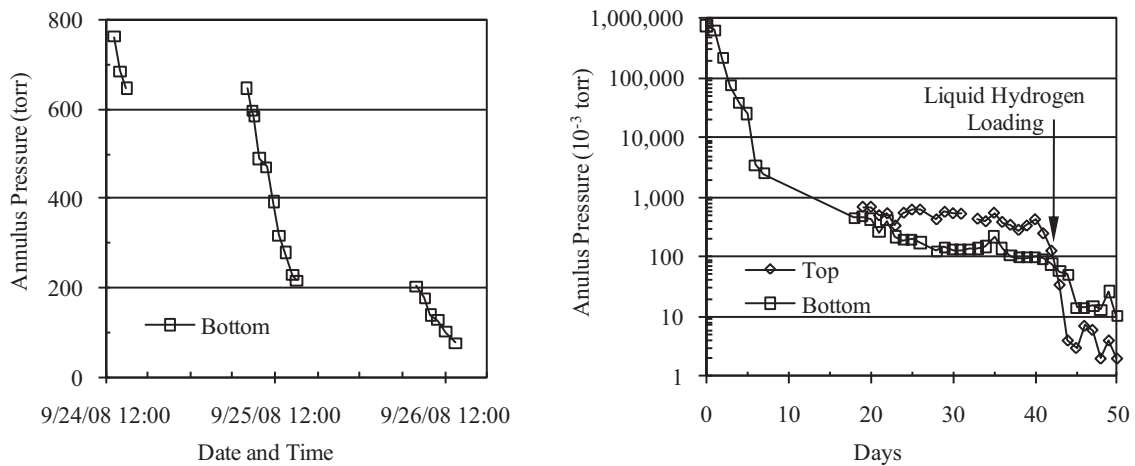 800
600
400
200
0
Annulus Pressure (torr)
Bottom
9/24/08 12:00
9/25/08 12:00
9/26/08 12:00
Date and Time
1,000,000
100,000
10,000
1,000
100
10
1
Anulus Pressure (10⁻³ torr)
Liquid Hydrogen
Loading
Top
Bottom
0
10
20
30
40
50
Days